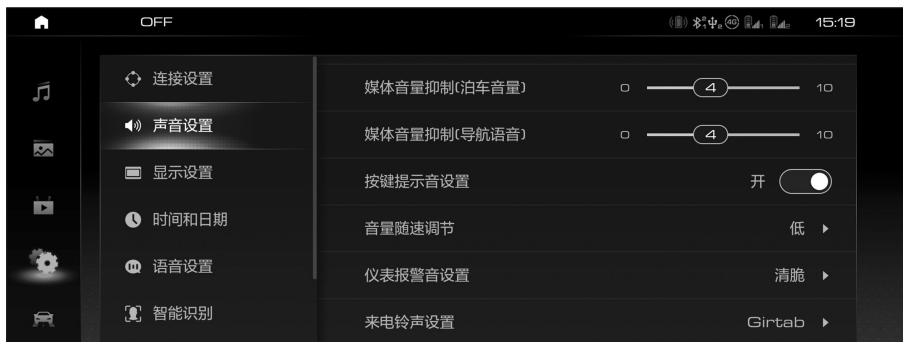 OFF 4G 15:19
连接设置
声音设置
显示设置
时间和日期
语音设置
智能识别
媒体音量抑制(泊车音量) 0 4 10
媒体音量抑制(导航语音) 0 4 10
按键提示音设置 开
音量随速调节 低
仪表报警音设置 清脆
来电铃声设置 Girtab